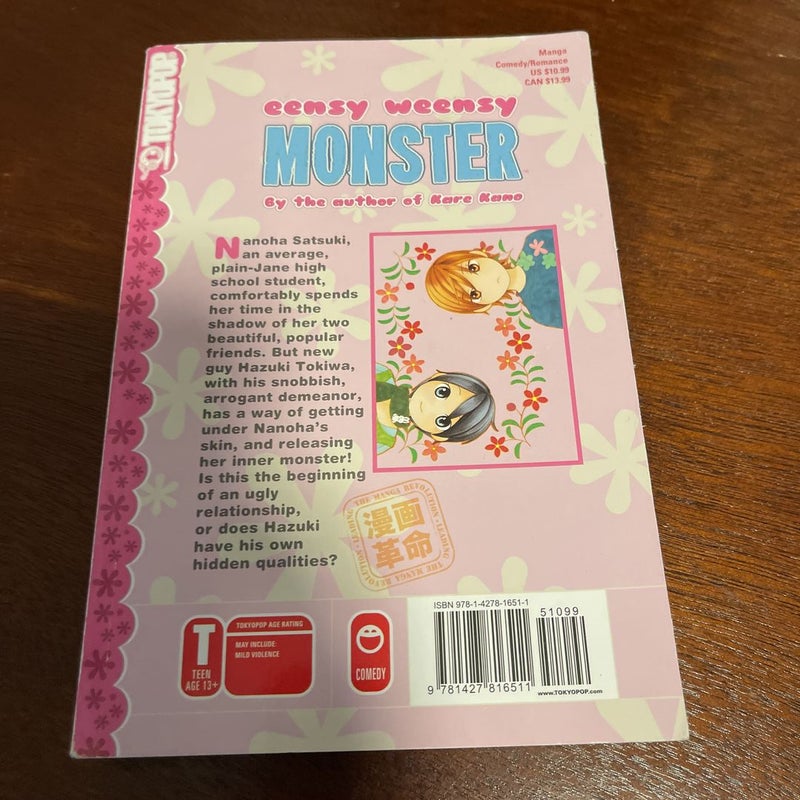 TOKYOPOP
Manga
Comedy/Romance
US $10.99
CAN $13.99
eensy weensy
MONSTER
By the author of Kare Kano
Nanoha Satsuki,
an average,
plain-Jane high
school student,
comfortably spends
her time in the
shadow of her two
beautiful, popular
friends. But new
guy Hazuki Tokiwa,
with his snobbish,
arrogant demeanor,
has a way of getting
under Nanoha's
skin, and releasing
her inner monster!
Is this the beginning
of an ugly
relationship,
or does Hazuki
have his own
hidden qualities?
LEADING THE MANGA REVOLUTION
漫画
革命
LEADING THE MANGA REVOLUTION
T
TEEN
AGE 13+
TOKYOPOP AGE RATING
MAY INCLUDE:
MILD VIOLENCE
COMEDY
ISBN 978-1-4278-1651-1
51099
9 781427 816511
www.TOKYOPOP.com